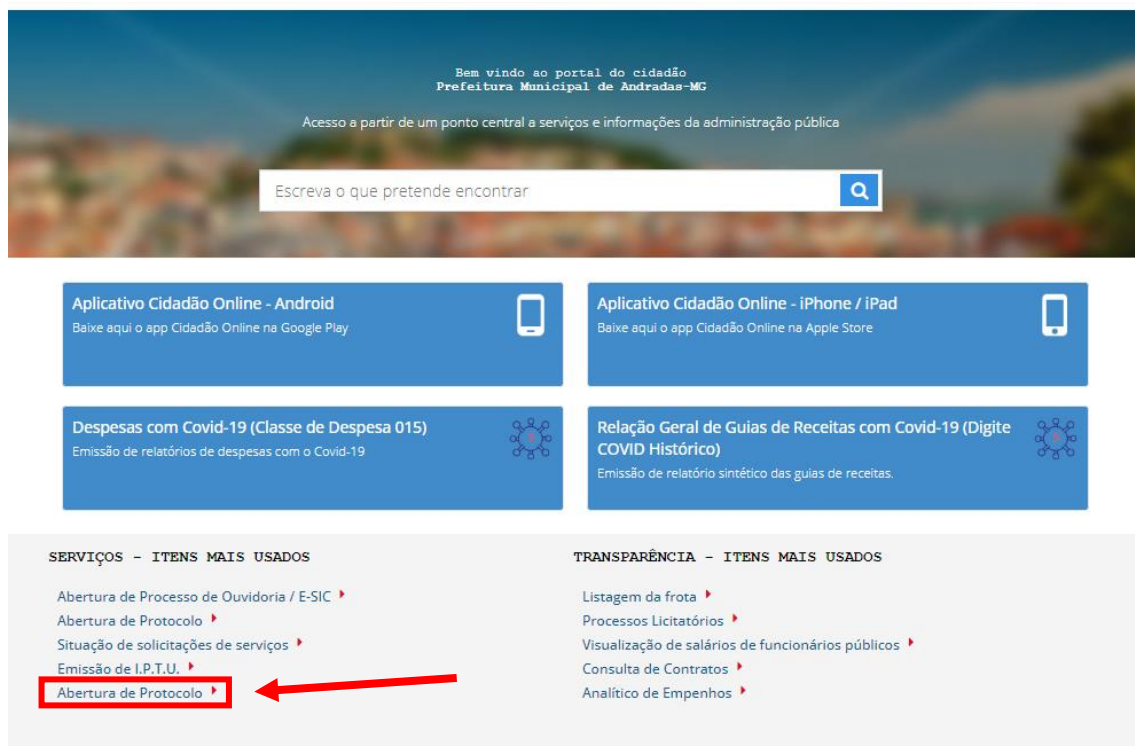 Bem vindo ao portal do cidadão
Prefeitura Municipal de Andradas-MG
Acesso a partir de um ponto central a serviços e informações da administração pública
Escreva o que pretende encontrar
Aplicativo Cidadão Online - Android
Baixe aqui o app Cidadão Online na Google Play
Aplicativo Cidadão Online - iPhone / iPad
Baixe aqui o app Cidadão Online na Apple Store
Despesas com Covid-19 (Classe de Despesa 015)
Emissão de relatórios de despesas com o Covid-19
Relação Geral de Guias de Receitas com Covid-19 (Digite
COVID Histórico)
Emissão de relatório sintético das guias de receitas.
SERVIÇOS - ITENS MAIS USADOS
Abertura de Processo de Ouvidoria / E-SIC
Abertura de Protocolo
Situação de solicitações de serviços
Emissão de I.P.T.U.
Abertura de Protocolo
TRANSPARÊNCIA - ITENS MAIS USADOS
Listagem da frota
Processos Licitatórios
Visualização de salários de funcionários públicos
Consulta de Contratos
Analítico de Empenhos